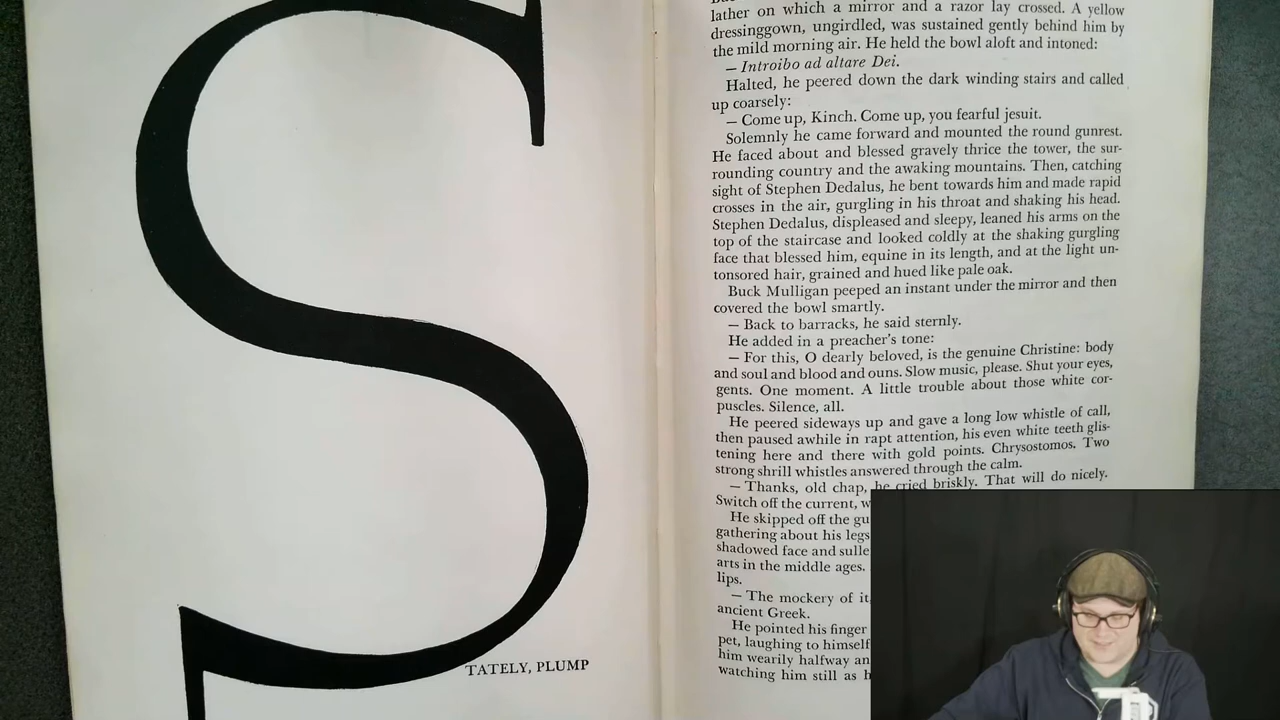 S
TATELY, PLUMP
lather on which a mirror and a razor lay crossed. A yellow
dressinggown, ungirdled, was sustained gently behind him by
the mild morning air. He held the bowl aloft and intoned:
— Introibo ad altare Dei.
Halted, he peered down the dark winding stairs and called
up coarsely:
— Come up, Kinch. Come up, you fearful jesuit.
Solemnly he came forward and mounted the round gunrest.
He faced about and blessed gravely thrice the tower, the sur-
rounding country and the awaking mountains. Then, catching
sight of Stephen Dedalus, he bent towards him and made rapid
crosses in the air, gurgling in his throat and shaking his head.
Stephen Dedalus, displeased and sleepy, leaned his arms on the
top of the staircase and looked coldly at the shaking gurgling
face that blessed him, equine in its length, and at the light un-
tonsored hair, grained and hued like pale oak.
Buck Mulligan peeped an instant under the mirror and then
covered the bowl smartly.
— Back to barracks, he said sternly.
He added in a preacher's tone:
— For this, O dearly beloved, is the genuine Christine: body
and soul and blood and ouns. Slow music, please. Shut your eyes,
gents. One moment. A little trouble about those white cor-
puscles. Silence, all.
He peered sideways up and gave a long low whistle of call,
then paused awhile in rapt attention, his even white teeth glis-
tening here and there with gold points. Chrysostomos. Two
strong shrill whistles answered through the calm.
— Thanks, old chap, he cried briskly. That will do nicely.
Switch off the current, w
He skipped off the gu
gathering about his legs
shadowed face and sulle
arts in the middle ages.
lips.
— The mockery of it
ancient Greek.
He pointed his finger
pet, laughing to himself
him wearily halfway an
watching him still as h